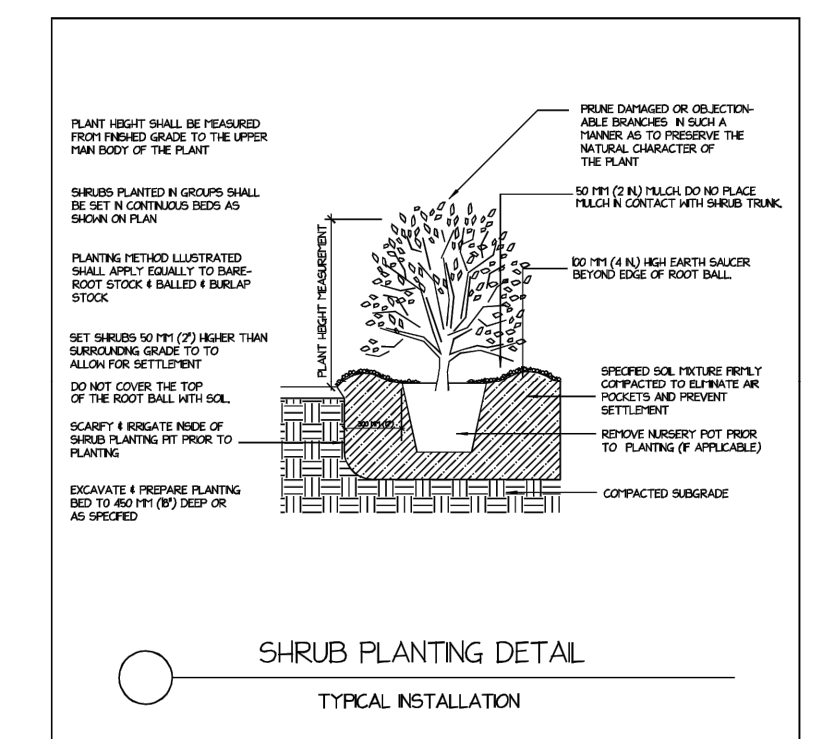 PLANT HEIGHT SHALL BE MEASURED
FROM FINISHED GRADE TO THE UPPER
MAIN BODY OF THE PLANT
SHRUBS PLANTED IN GROUPS SHALL
BE SET IN CONTINUOUS BEDS AS
SHOWN ON PLAN
PLANTING METHOD ILLUSTRATED
SHALL APPLY EQUALLY TO BARE-
ROOT STOCK & BALLED & BURLAP
STOCK
SET SHRUBS 50 MM (2") HIGHER THAN
SURROUNDING GRADE TO TO
ALLOW FOR SETTLEMENT
DO NOT COVER THE TOP
OF THE ROOT BALL WITH SOIL.
SCARIFY & IRRIGATE INSIDE OF
SHRUB PLANTING PIT PRIOR TO
PLANTING
EXCAVATE & PREPARE PLANTING
BED TO 450 MM (18") DEEP OR
AS SPECIFIED
PLANT HEIGHT MEASUREMENT
PRUNE DAMAGED OR OBJECTION-
ABLE BRANCHES IN SUCH A
MANNER AS TO PRESERVE THE
NATURAL CHARACTER OF
THE PLANT
50 MM (2 IN.) MULCH. DO NO PLACE
MULCH IN CONTACT WITH SHRUB TRUNK.
100 MM (4 IN.) HIGH EARTH SAUCER
BEYOND EDGE OF ROOT BALL.
SPECIFIED SOIL MIXTURE FIRMLY
COMPACTED TO ELIMINATE AIR
POCKETS AND PREVENT
SETTLEMENT
REMOVE NURSERY POT PRIOR
TO PLANTING (IF APPLICABLE)
COMPACTED SUBGRADE
SHRUB PLANTING DETAIL
TYPICAL INSTALLATION